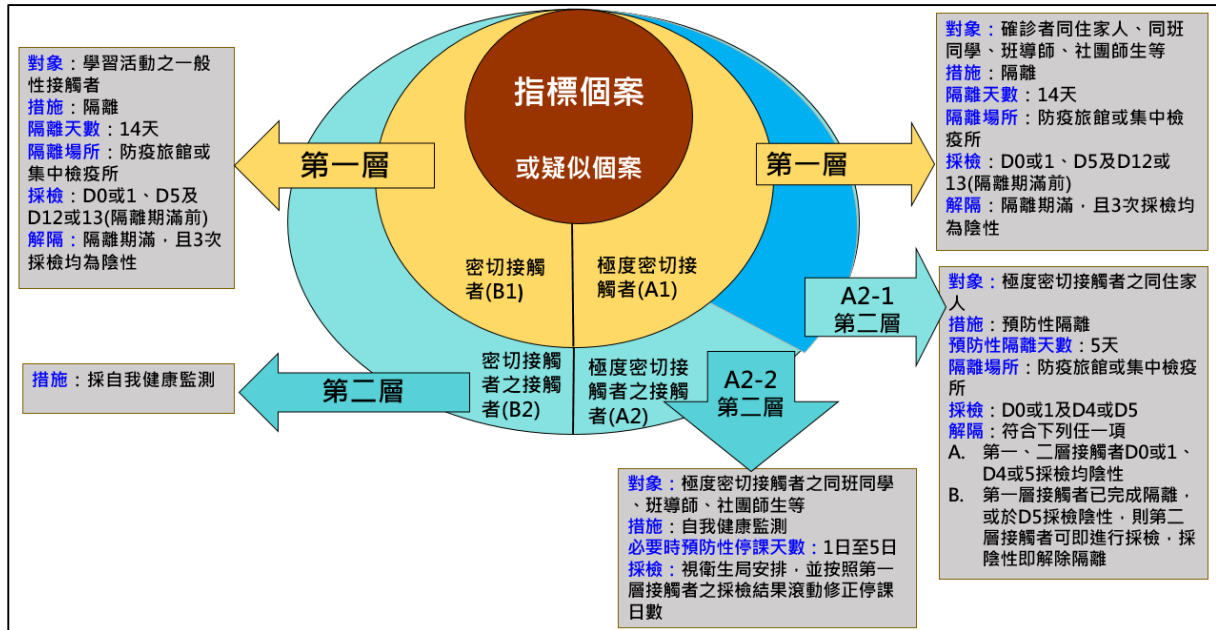 指標個案
或疑似個案
第一層
第一層
密切接觸
者(B1)
極度密切接
觸者(A1)
密切接觸
者之接觸
者(B2)
極度密切接
觸者之接觸
者(A2)
第二層
A2-1
第二層
A2-2
第二層
對象：學習活動之一般
性接觸者
措施：隔離
隔離天數：14天
隔離場所：防疫旅館或
集中檢疫所
採檢：D0或1、D5及
D12或13(隔離期滿前)
解隔：隔離期滿，且3次
採檢均為陰性
措施：採自我健康監測
對象：確診者同住家人、同班
同學、班導師、社團師生等
措施：隔離
隔離天數：14天
隔離場所：防疫旅館或集中檢
疫所
採檢：D0或1、D5及D12或
13(隔離期滿前)
解隔：隔離期滿，且3次採檢均
為陰性
對象：極度密切接觸者之同住家
人
措施：預防性隔離
預防性隔離天數：5天
隔離場所：防疫旅館或集中檢疫
所
採檢：D0或1及D4或D5
解隔：符合下列任一項
A. 第一、二層接觸者D0或1、
D4或5採檢均陰性
B. 第一層接觸者已完成隔離，
或於D5採檢陰性，則第二
層接觸者可即進行採檢，採
陰性即解除隔離
對象：極度密切接觸者之同班同學
、班導師、社團師生等
措施：自我健康監測
必要時預防性停課天數：1日至5日
採檢：視衛生局安排，並按照第一
層接觸者之採檢結果滾動修正停課
日數